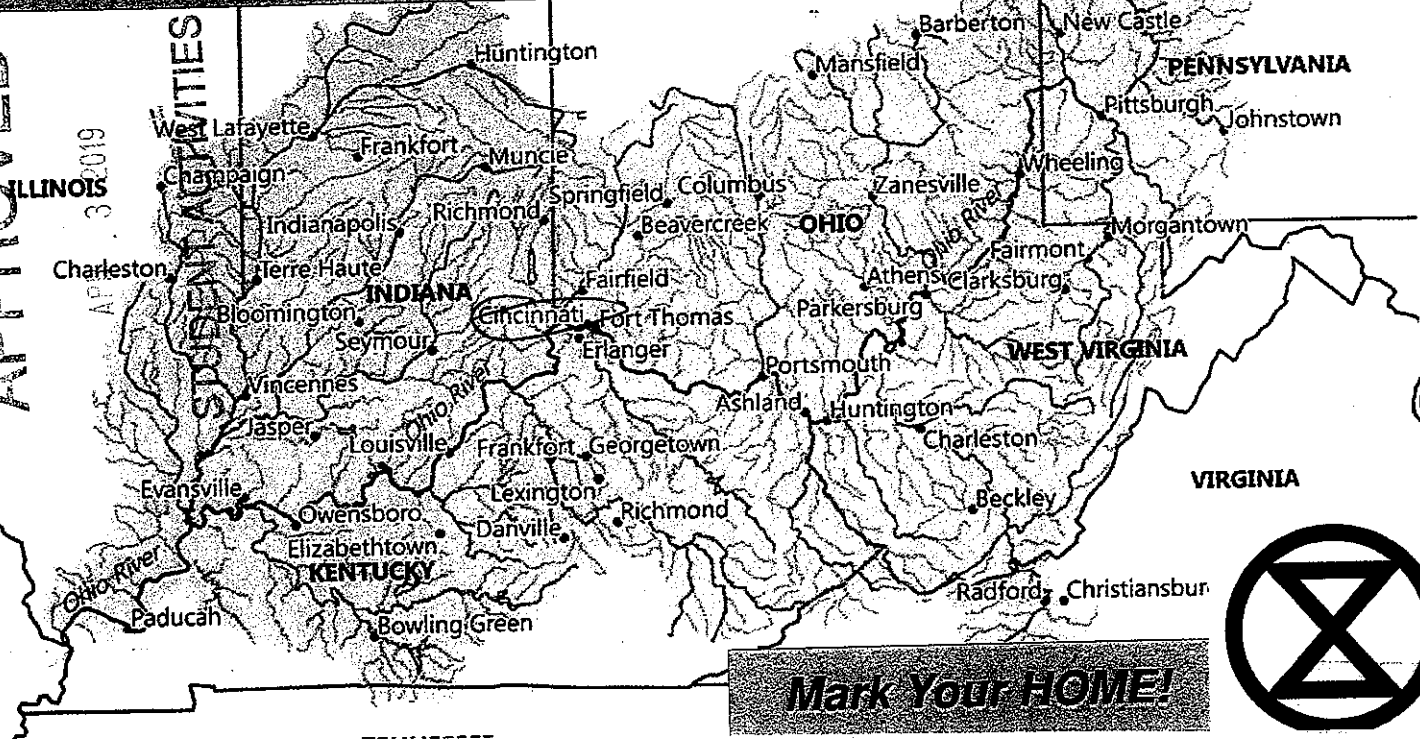 APPROVED
STUDENT ACTIVITIES
3 2019
Barberton
New Castle
Huntington
Mansfield
PENNSYLVANIA
Pittsburgh
Johnstown
West Lafayette
Frankfort
Muncie
Wheeling
Champaign
ILLINOIS
Springfield
Columbus
Zanesville
Indianapolis
Richmond
Beavercreek
OHIO
Ohio River
Morgantown
Fairmont
Charleston
Terre Haute
Fairfield
Athens
Clarksburg
INDIANA
Bloomington
Cincinnati
Fort Thomas
Parkersburg
Seymour
Erlanger
WEST VIRGINIA
Portsmouth
Vincennes
Ohio River
Ashland
Huntington
Jasper
Louisville
Frankfort
Georgetown
Charleston
VIRGINIA
Evansville
Lexington
Beckley
Owensboro
Danville
Richmond
Elizabethtown
KENTUCKY
Ohio River
Radford
Christiansbur
Paducah
Bowling Green
Mark Your HOME!